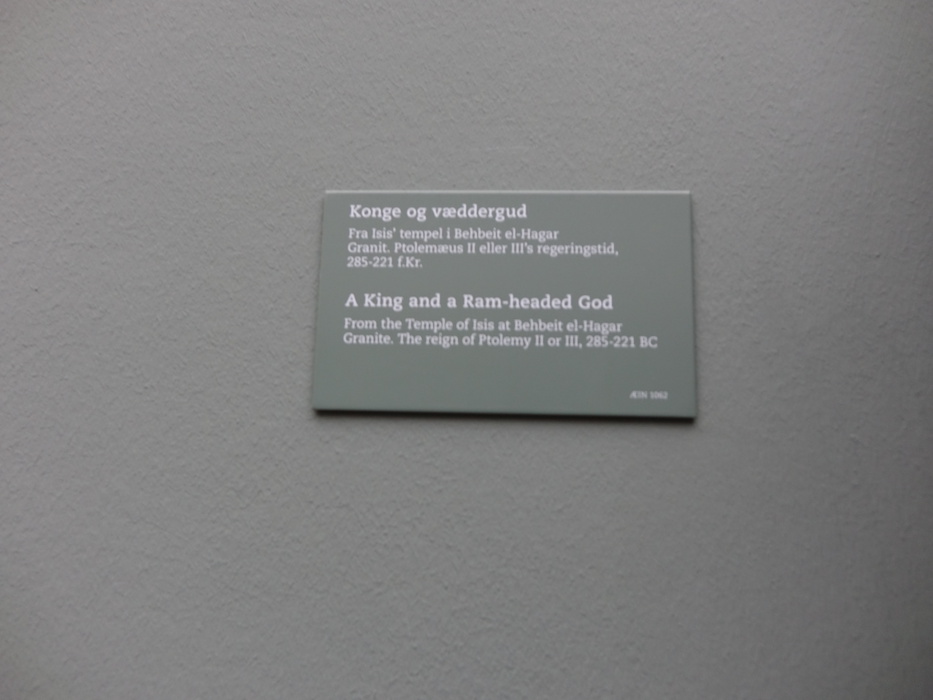 Konge og væddergud
Fra Isis' tempel i Behbeit el-Hagar
Granit. Ptolemæus II eller III's regeringstid,
285-221 f.Kr.
A King and a Ram-headed God
From the Temple of Isis at Behbeit el-Hagar
Granite. The reign of Ptolemy II or III, 285-221 BC
ÆIN 1062